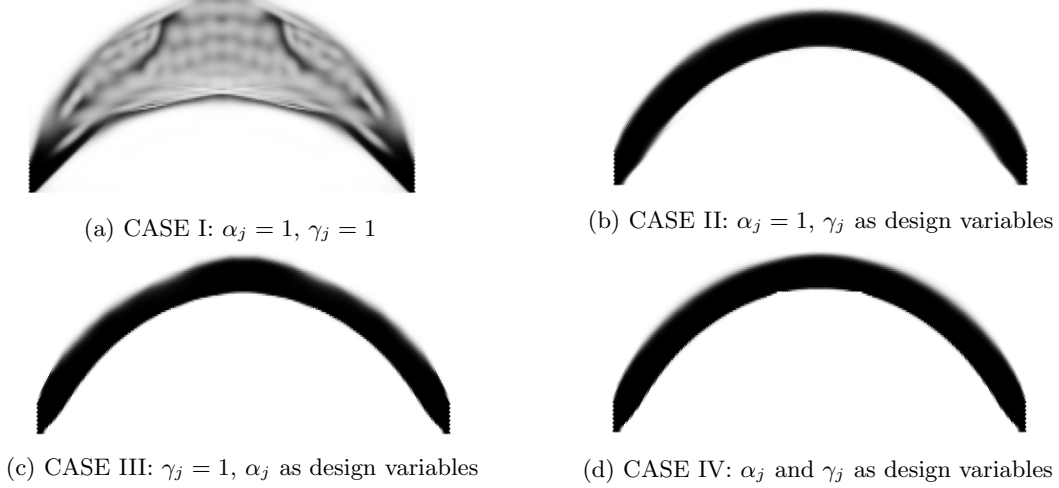 (a) CASE I: αⱼ = 1, γⱼ = 1
(b) CASE II: αⱼ = 1, γⱼ as design variables
(c) CASE III: γⱼ = 1, αⱼ as design variables
(d) CASE IV: αⱼ and γⱼ as design variables